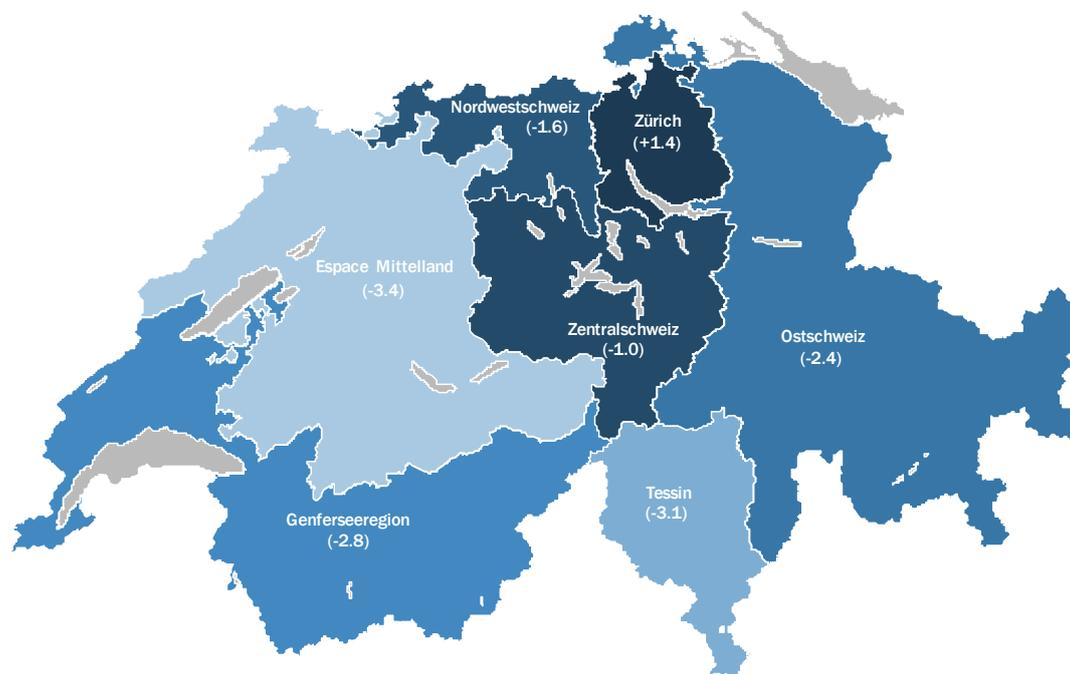 Nordwestschweiz
(-1.6)
Zürich
(+1.4)
Espace Mittelland
(-3.4)
Zentralschweiz
(-1.0)
Ostschweiz
(-2.4)
Tessin
(-3.1)
Genferseeregion
(-2.8)